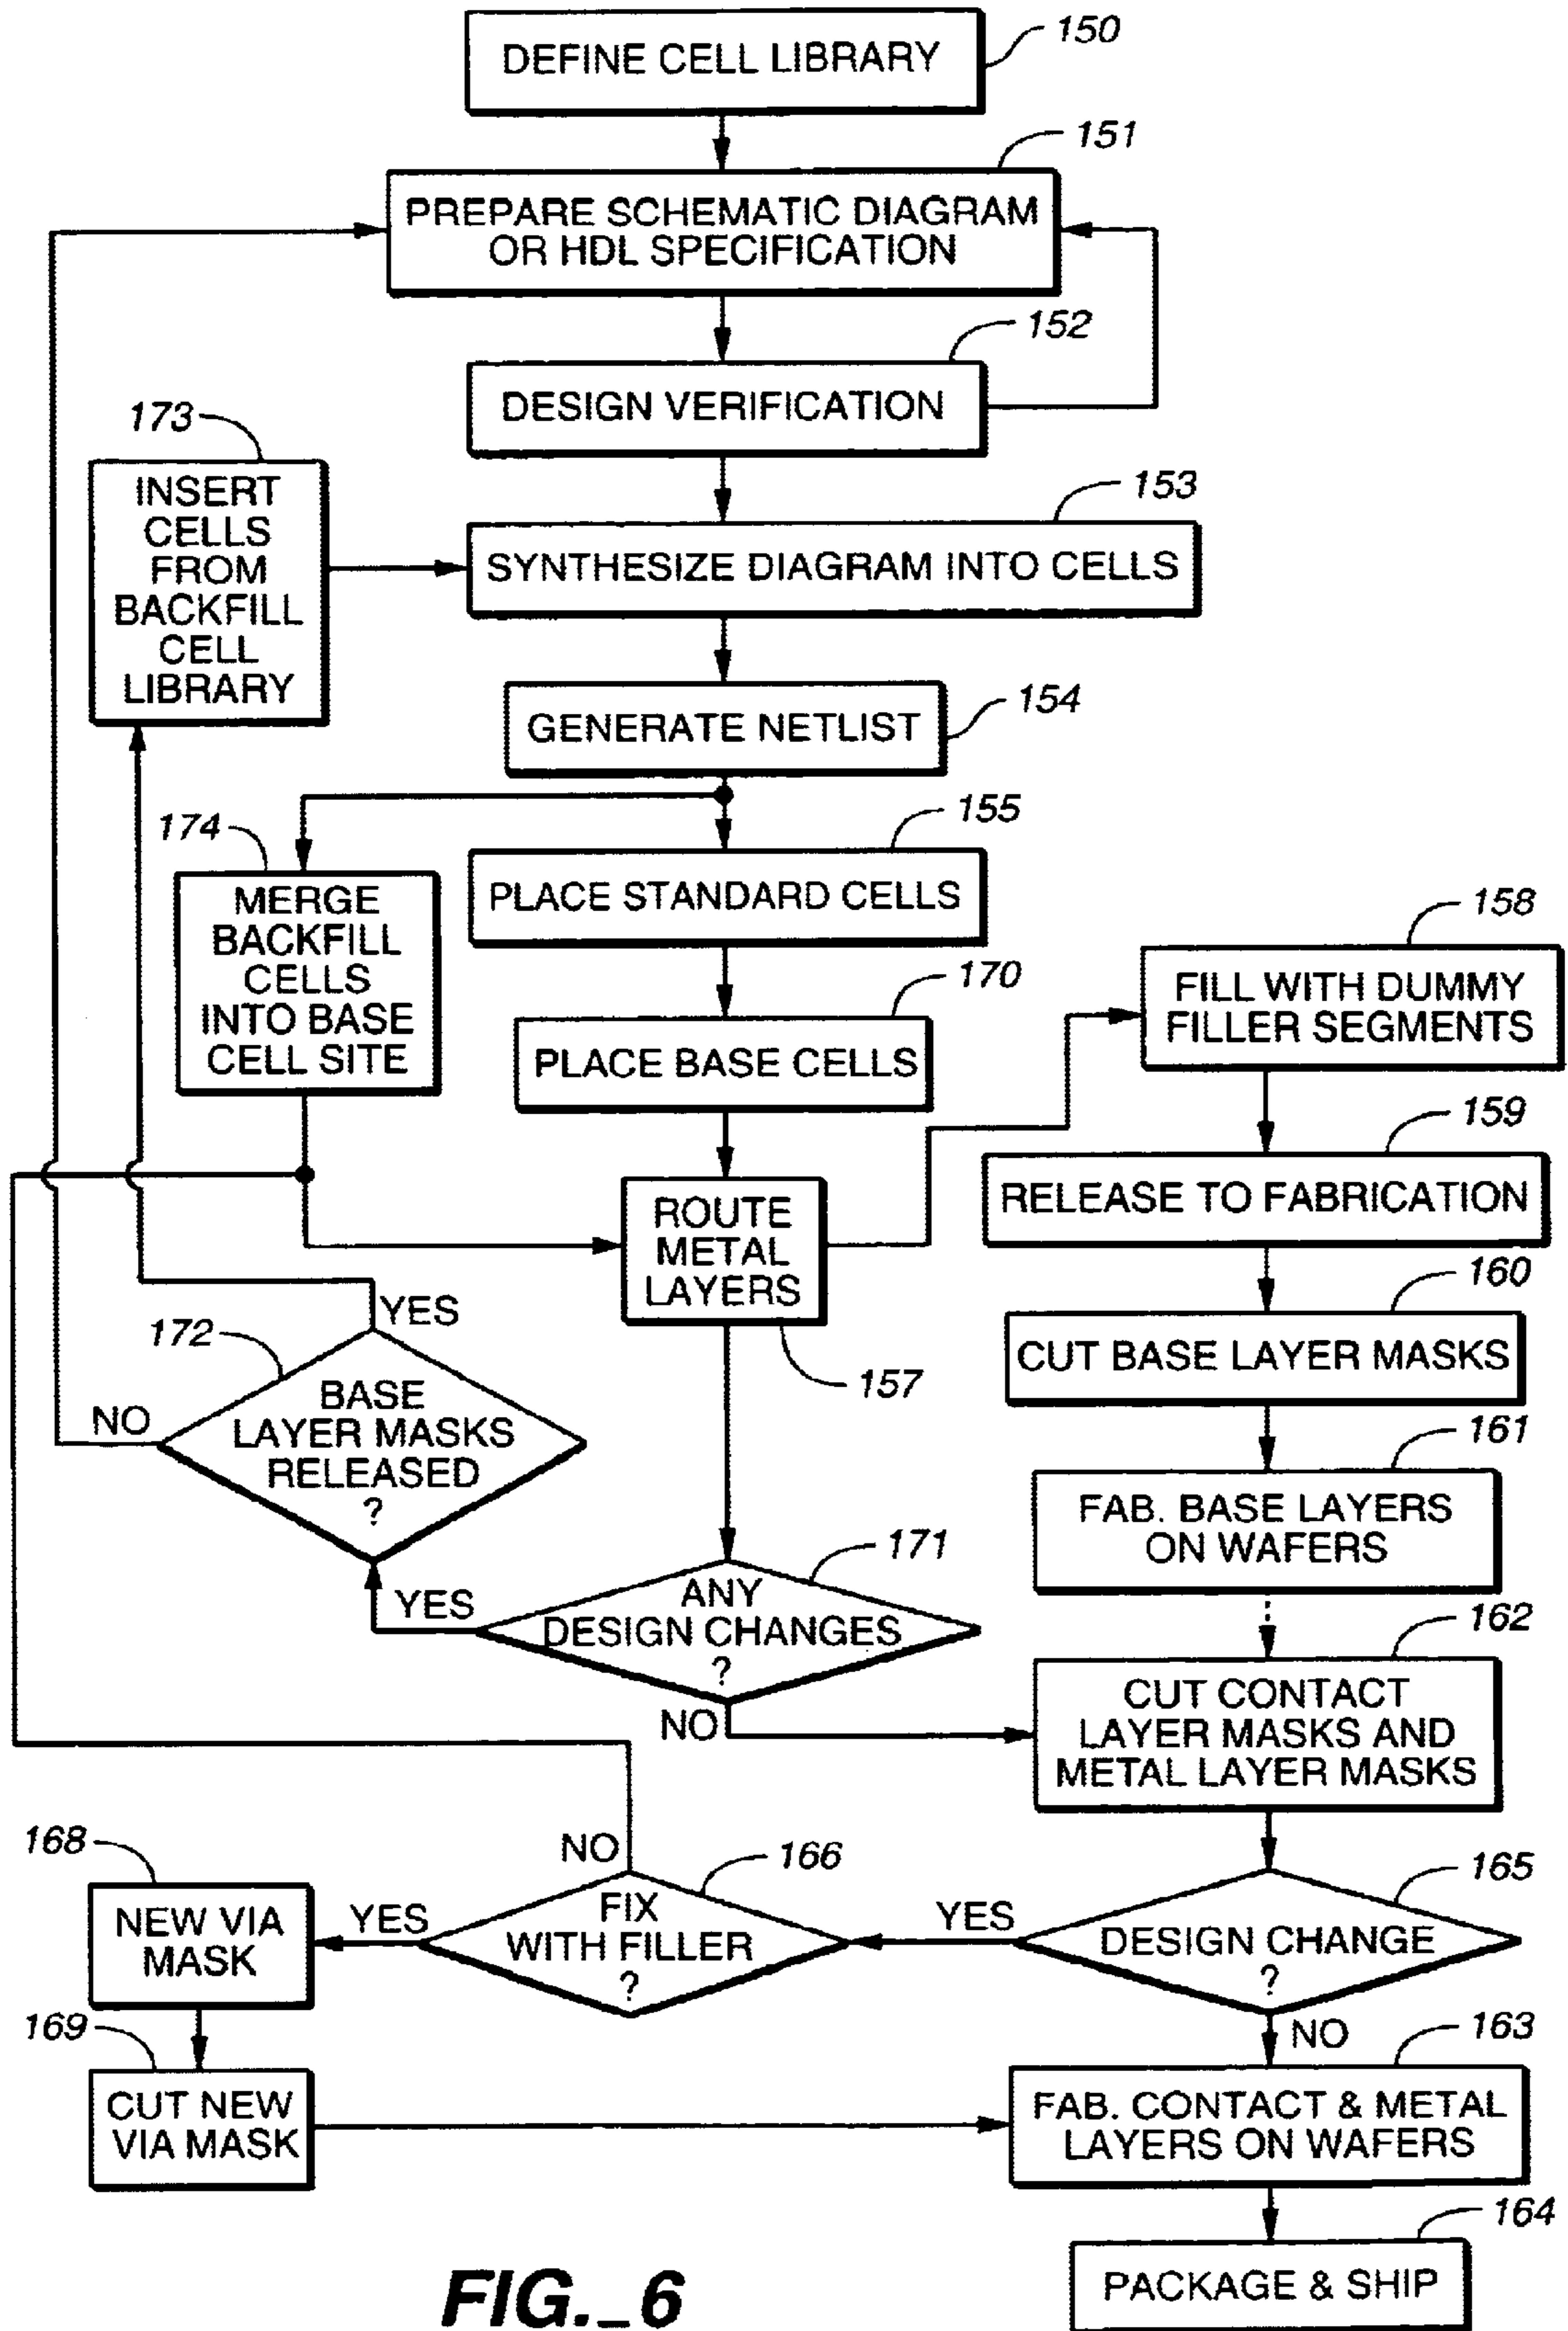 DEFINE CELL LIBRARY
150
151
PREPARE SCHEMATIC DIAGRAM
OR HDL SPECIFICATION
152
DESIGN VERIFICATION
173
INSERT
CELLS
FROM
BACKFILL
CELL
LIBRARY
153
SYNTHESIZE DIAGRAM INTO CELLS
154
GENERATE NETLIST
174
MERGE
BACKFILL
CELLS
INTO BASE
CELL SITE
155
PLACE STANDARD CELLS
170
PLACE BASE CELLS
158
FILL WITH DUMMY
FILLER SEGMENTS
159
RELEASE TO FABRICATION
ROUTE
METAL
LAYERS
157
160
CUT BASE LAYER MASKS
YES
172
NO
BASE
LAYER MASKS
RELEASED
?
161
FAB. BASE LAYERS
ON WAFERS
YES
171
ANY
DESIGN CHANGES
?
NO
162
CUT CONTACT
LAYER MASKS AND
METAL LAYER MASKS
168
NEW VIA
MASK
YES
NO
166
FIX
WITH FILLER
?
YES
165
DESIGN CHANGE
?
NO
169
CUT NEW
VIA MASK
163
FAB. CONTACT & METAL
LAYERS ON WAFERS
164
PACKAGE & SHIP
FIG._6